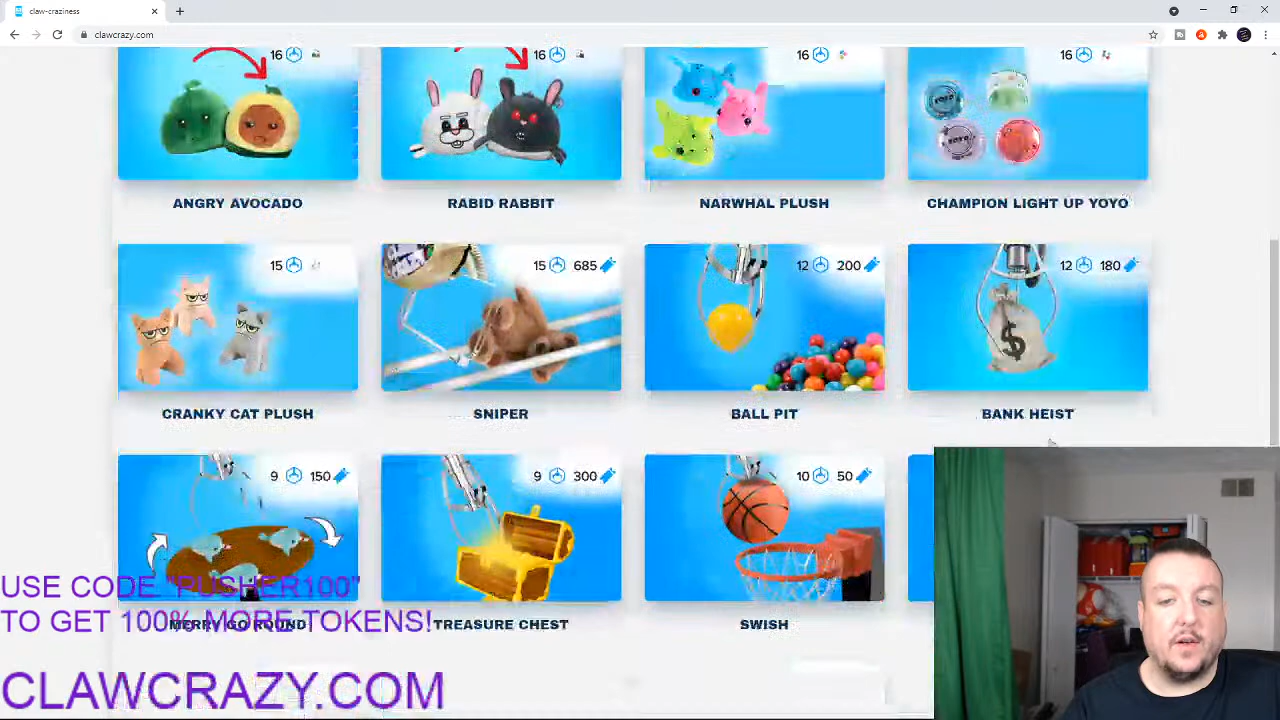 claw-craziness
clawcrazy.com
16
16
16
16
ANGRY AVOCADO
RABID RABBIT
NARWHAL PLUSH
CHAMPION LIGHT UP YOYO
15
15 685
12 200
12 180
$
CRANKY CAT PLUSH
SNIPER
BALL PIT
BANK HEIST
9 150
9 300
10 50
USE CODE "PUSHER100"
TO GET 100% MORE TOKENS!
MERRY GO ROUND
TREASURE CHEST
SWISH
CLAWCRAZY.COM